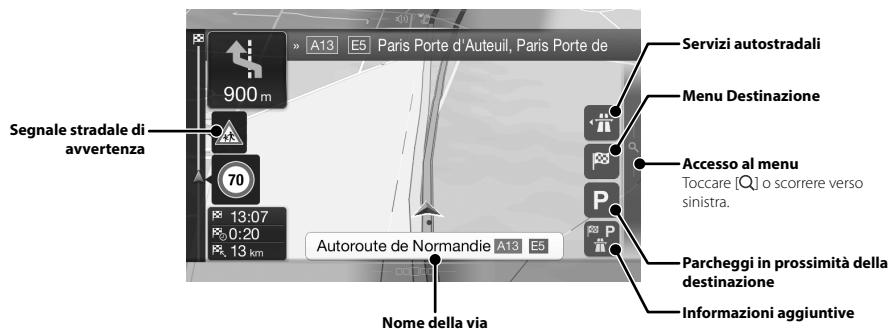 » A13 E5 Paris Porte d'Auteuil, Paris Porte de
900 m
70
13:07
0:20
13 km
Autoroute de Normandie A13 E5
P
P
Segnale stradale di
avvertenza
Servizi autostradali
Menu Destinazione
Accesso al menu
Toccare [Q] o scorrere verso
sinistra.
Parcheggi in prossimità della
destinazione
Informazioni aggiuntive
Nome della via